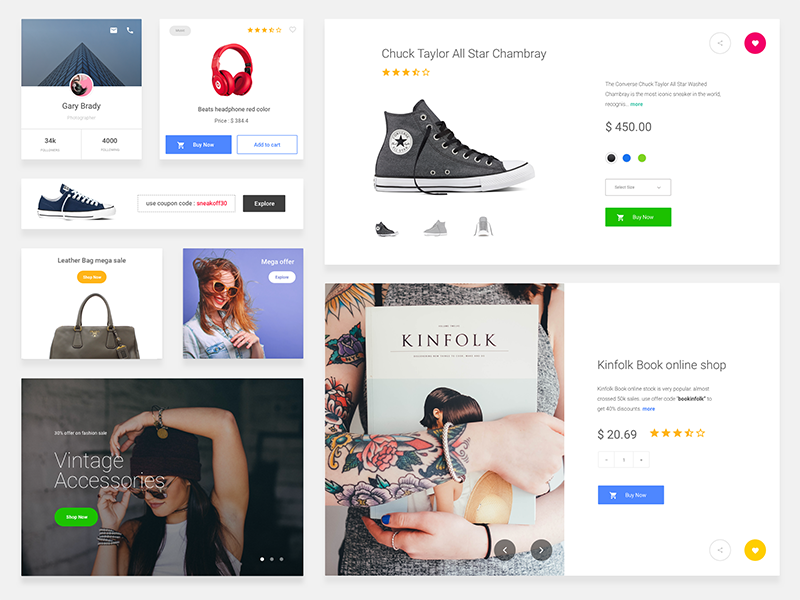 Gary Brady
Photographer
34k
FOLLOWERS
4000
FOLLOWING
Beats headphone red color
Price : $ 384.4
Buy Now
Add to cart
use coupon code : sneakoff30
Explore
Leather Bag mega sale
Shop Now
Mega offer
Explore
30% offer on fashion sale
Vintage
Accessories
Shop Now
Chuck Taylor All Star Chambray
The Converse Chuck Taylor All Star Washed
Chambray is the most iconic sneaker in the world,
recognis... more
$ 450.00
Select Size
Buy Now
KINFOLK
Kinfolk Book online shop
Kinfolk Book online stock is very popular. almost
crossed 50k sales. use offer code "bookinfolk" to
get 40% discounts. more
$ 20.69
- 1 +
Buy Now